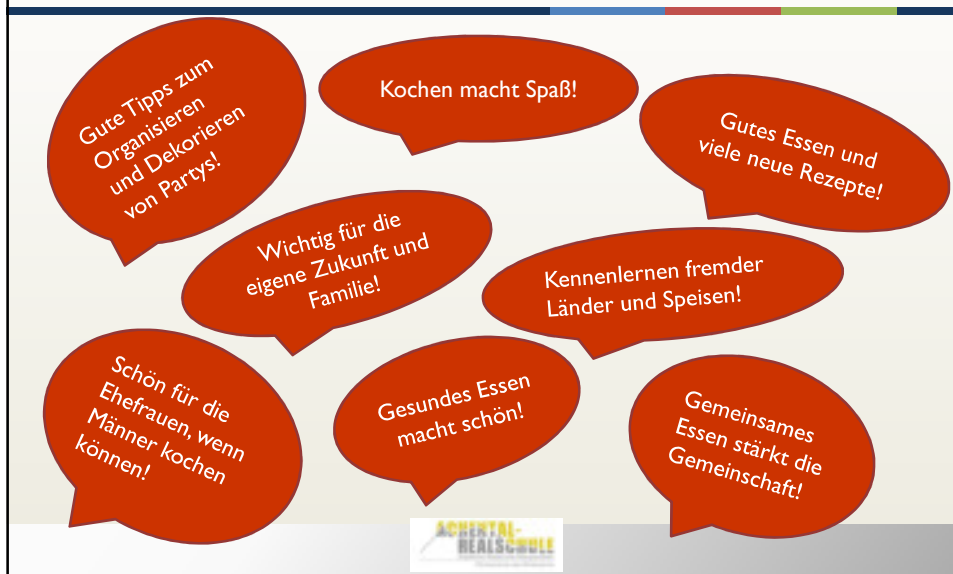 Gute Tipps zum
Organisieren
und Dekorieren
von Partys!
Kochen macht Spaß!
Gutes Essen und
viele neue Rezepte!
Wichtig für die
eigene Zukunft und
Familie!
Kennenlernen fremder
Länder und Speisen!
Schön für die
Ehefrauen, wenn
Männer kochen
können!
Gesundes Essen
macht schön!
Gemeinsames
Essen stärkt die
Gemeinschaft!
ACHENTAL-
REALSCHULE